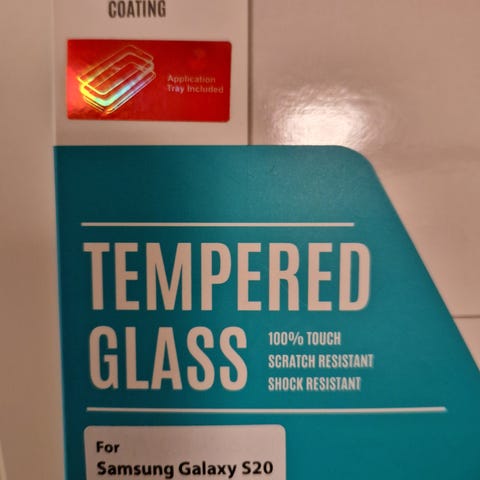 COATING
Application
Tray Included
TEMPERED
GLASS
100% TOUCH
SCRATCH RESISTANT
SHOCK RESISTANT
For
Samsung Galaxy S20